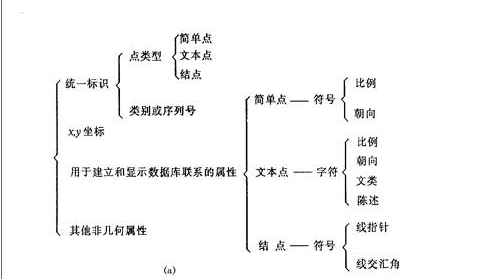 简单点
点类型
文本点
结点
统一标识
类别或序列号
比例
简单点 —— 符号
朝向
x,y 坐标
比例
朝向
用于建立和显示数据库联系的属性
文本点 —— 字符
文类
陈述
其他非几何属性
线指针
结 点 —— 符号
线交汇角
(a)